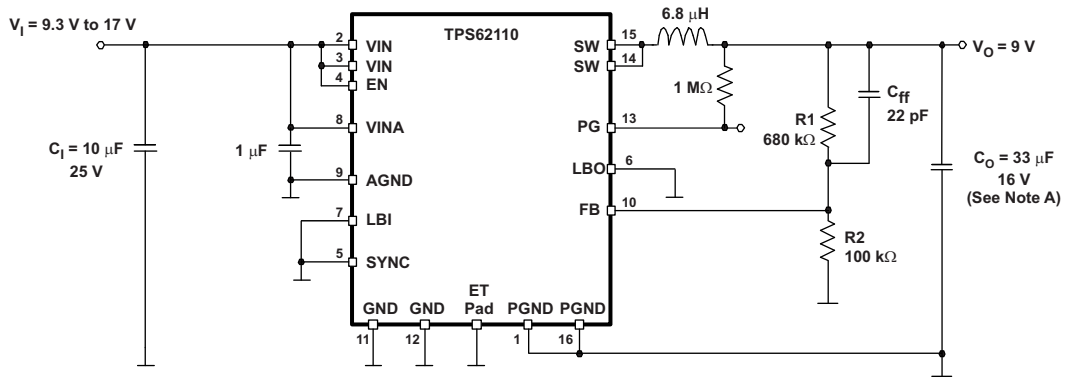 V_I = 9.3 V to 17 V
TPS62110
6.8 μH
V_O = 9 V
2
VIN
3
VIN
4
EN
8
VINA
9
AGND
7
LBI
5
SYNC
SW
15
SW
14
PG
13
LBO
6
FB
10
1 MΩ
C_ff
22 pF
R1
680 kΩ
R2
100 kΩ
C_I = 10 μF
25 V
1 μF
C_O = 33 μF
16 V
(See Note A)
GND
GND
ET
Pad
PGND
PGND
11
12
1
16